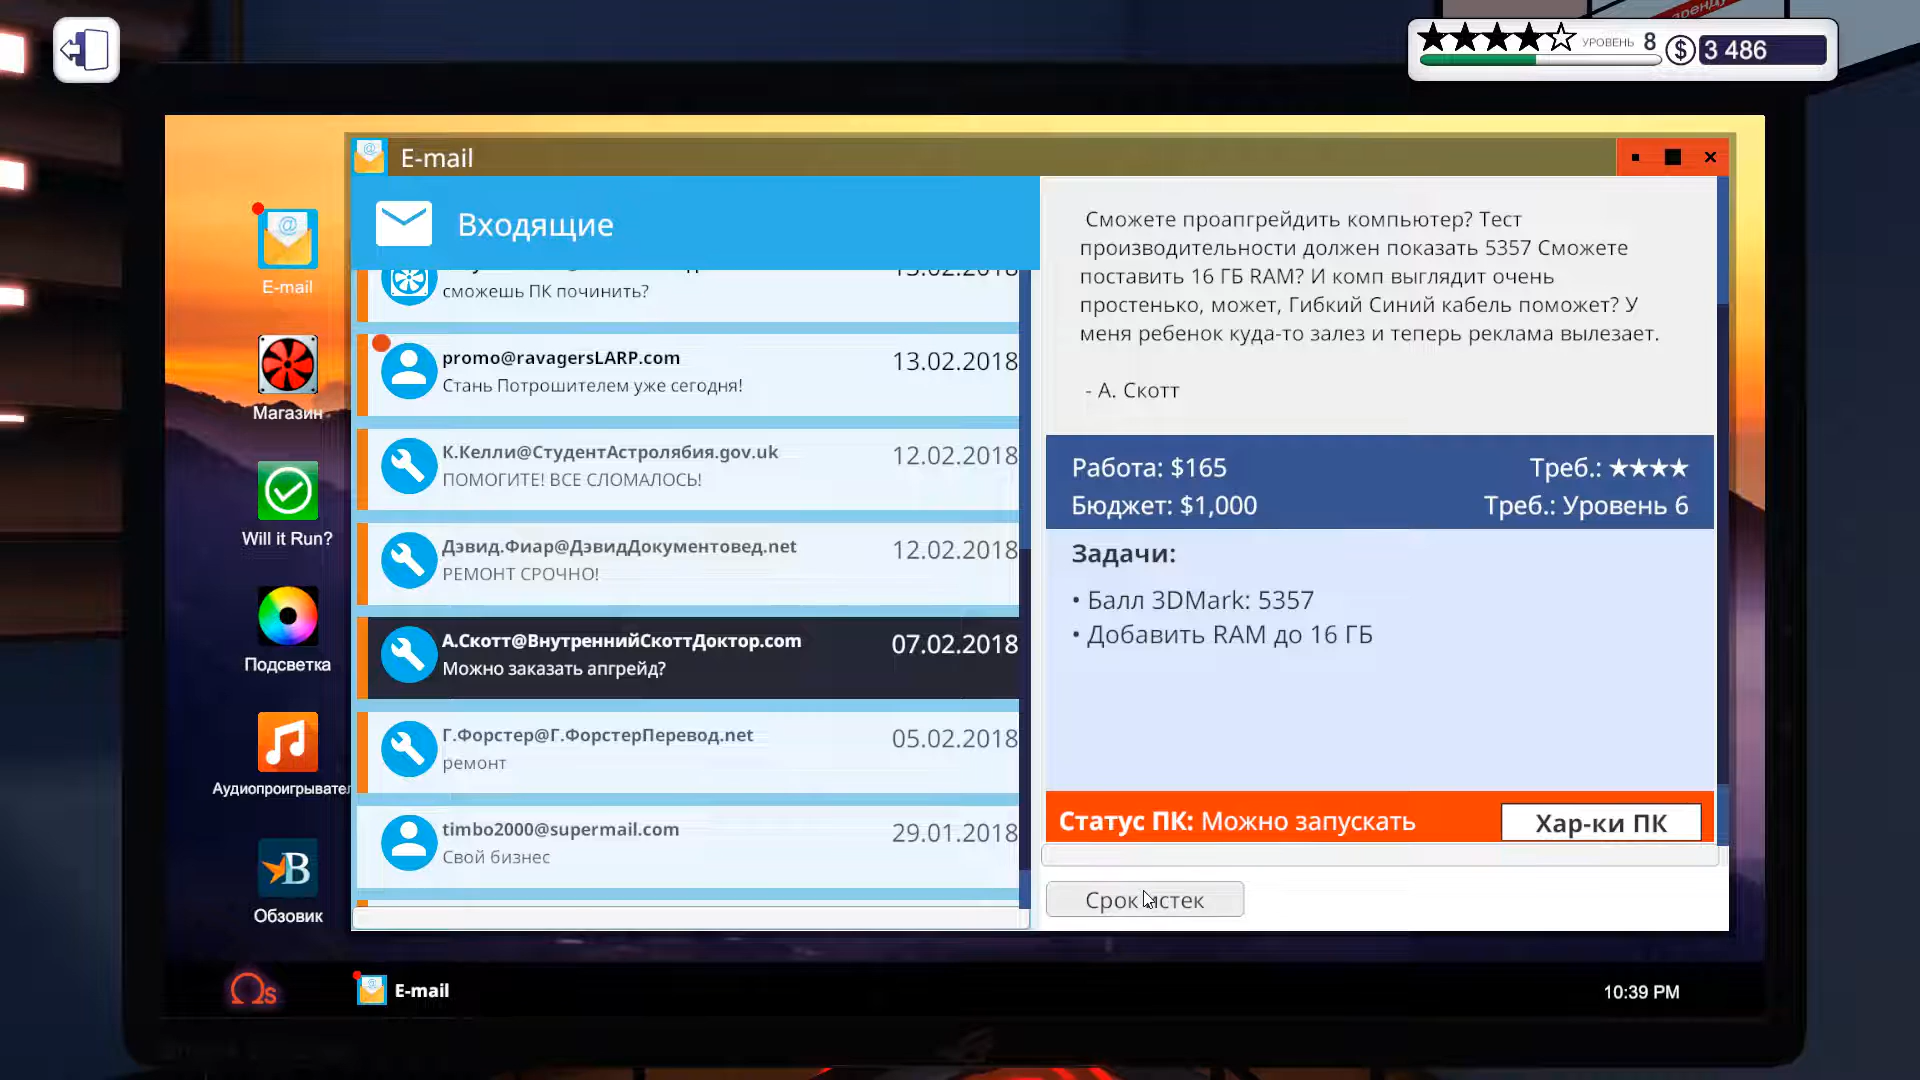 УРОВЕНЬ 8
3 486
E-mail
Входящие
сможешь ПК починить?
promo@ravagersLARP.com
13.02.2018
Стань Потрошителем уже сегодня!
К.Келли@СтудентАстролябия.gov.uk
12.02.2018
ПОМОГИТЕ! ВСЕ СЛОМАЛОСЬ!
Дэвид.Фиар@ДэвидДокументовед.net
12.02.2018
РЕМОНТ СРОЧНО!
А.Скотт@ВнутреннийСкоттДоктор.com
07.02.2018
Можно заказать апгрейд?
Г.Форстер@Г.ФорстерПеревод.net
05.02.2018
ремонт
timbo2000@supermail.com
29.01.2018
Свой бизнес
Сможете проапгрейдить компьютер? Тест
производительности должен показать 5357 Сможете
поставить 16 ГБ RAM? И комп выглядит очень
простенько, может, Гибкий Синий кабель поможет? У
меня ребенок куда-то залез и теперь реклама вылезает.
- А. Скотт
Работа: $165
Треб.: ★★★★
Бюджет: $1,000
Треб.: Уровень 6
Задачи:
• Балл 3DMark: 5357
• Добавить RAM до 16 ГБ
Статус ПК: Можно запускать
Хар-ки ПК
Срок истек
E-mail
Магазин
Will it Run?
Подсветка
Аудиопроигрывател
Обзовик
Ωs
E-mail
10:39 PM